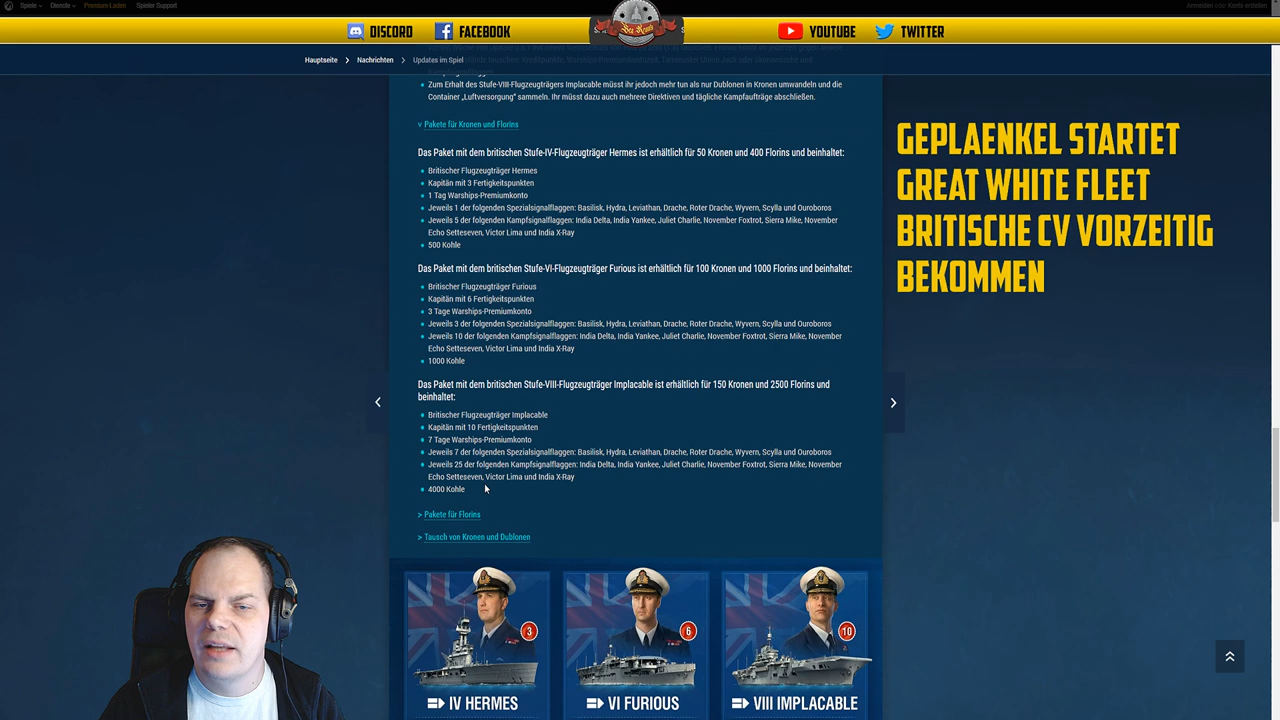 Spiele
Dienste
Premium-Laden
Spieler Support
Anmelden oder Konto erstellen
DISCORD
FACEBOOK
YOUTUBE
TWITTER
Hauptseite
Nachrichten
Updates im Spiel
Zum Erhalt des Stufe-VIII-Flugzeugträgers Implacable müsst ihr jedoch mehr tun als nur Dublonen in Kronen umwandeln und die
Container „Luftversorgung" sammeln. Ihr müsst dazu auch mehrere Direktiven und tägliche Kampfaufträge abschließen.
Pakete für Kronen und Florins
Das Paket mit dem britischen Stufe-IV-Flugzeugträger Hermes ist erhältlich für 50 Kronen und 400 Florins und beinhaltet:
Britischer Flugzeugträger Hermes
Kapitän mit 3 Fertigkeitspunkten
1 Tag Warships-Premiumkonto
Jeweils 1 der folgenden Spezialsignalflaggen: Basilisk, Hydra, Leviathan, Drache, Roter Drache, Wyvern, Scylla und Ouroboros
Jeweils 5 der folgenden Kampfsignalflaggen: India Delta, India Yankee, Juliet Charlie, November Foxtrot, Sierra Mike, November
Echo Setteseven, Victor Lima und India X-Ray
500 Kohle
Das Paket mit dem britischen Stufe-VI-Flugzeugträger Furious ist erhältlich für 100 Kronen und 1000 Florins und beinhaltet:
Britischer Flugzeugträger Furious
Kapitän mit 6 Fertigkeitspunkten
3 Tage Warships-Premiumkonto
Jeweils 3 der folgenden Spezialsignalflaggen: Basilisk, Hydra, Leviathan, Drache, Roter Drache, Wyvern, Scylla und Ouroboros
Jeweils 10 der folgenden Kampfsignalflaggen: India Delta, India Yankee, Juliet Charlie, November Foxtrot, Sierra Mike, November
Echo Setteseven, Victor Lima und India X-Ray
1000 Kohle
Das Paket mit dem britischen Stufe-VIII-Flugzeugträger Implacable ist erhältlich für 150 Kronen und 2500 Florins und
beinhaltet:
Britischer Flugzeugträger Implacable
Kapitän mit 10 Fertigkeitspunkten
7 Tage Warships-Premiumkonto
Jeweils 7 der folgenden Spezialsignalflaggen: Basilisk, Hydra, Leviathan, Drache, Roter Drache, Wyvern, Scylla und Ouroboros
Jeweils 25 der folgenden Kampfsignalflaggen: India Delta, India Yankee, Juliet Charlie, November Foxtrot, Sierra Mike, November
Echo Setteseven, Victor Lima und India X-Ray
4000 Kohle
> Pakete für Florins
> Tausch von Kronen und Dublonen
3
6
10
IV HERMES
VI FURIOUS
VIII IMPLACABLE
GEPLAENKEL STARTET
GREAT WHITE FLEET
BRITISCHE CV VORZEITIG
BEKOMMEN